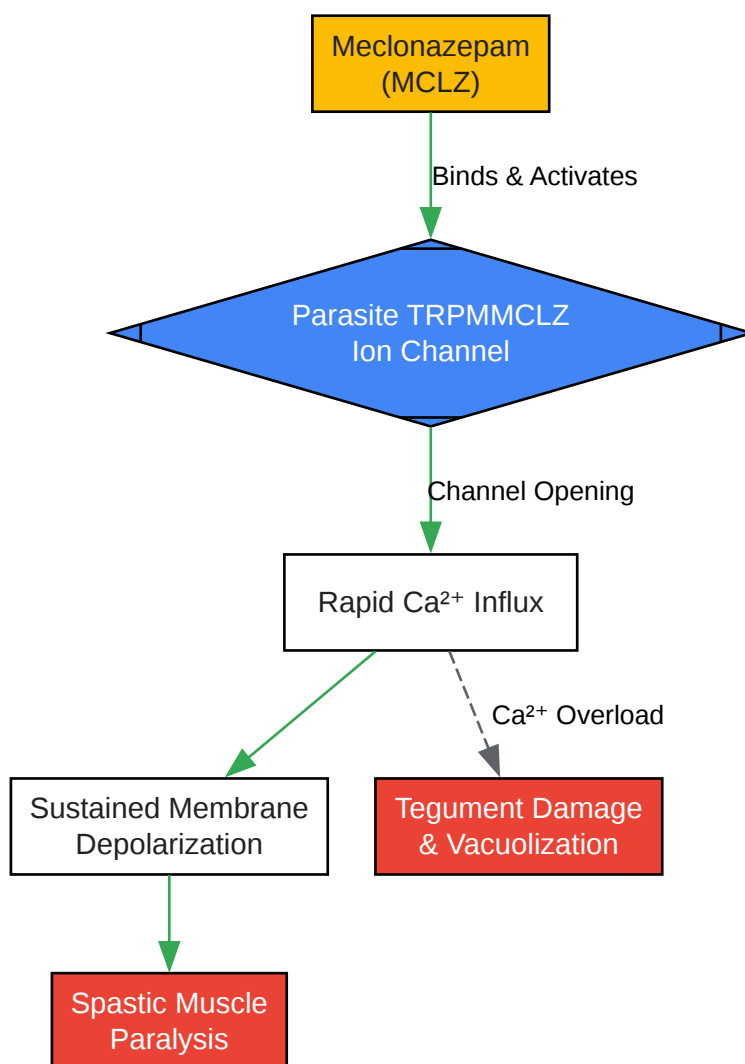 Meclonazepam
(MCLZ)
Binds & Activates
Parasite TRPMMCLZ
Ion Channel
Channel Opening
Rapid Ca²⁺ Influx
Ca²⁺ Overload
Sustained Membrane
Depolarization
Tegument Damage
& Vacuolization
Spastic Muscle
Paralysis